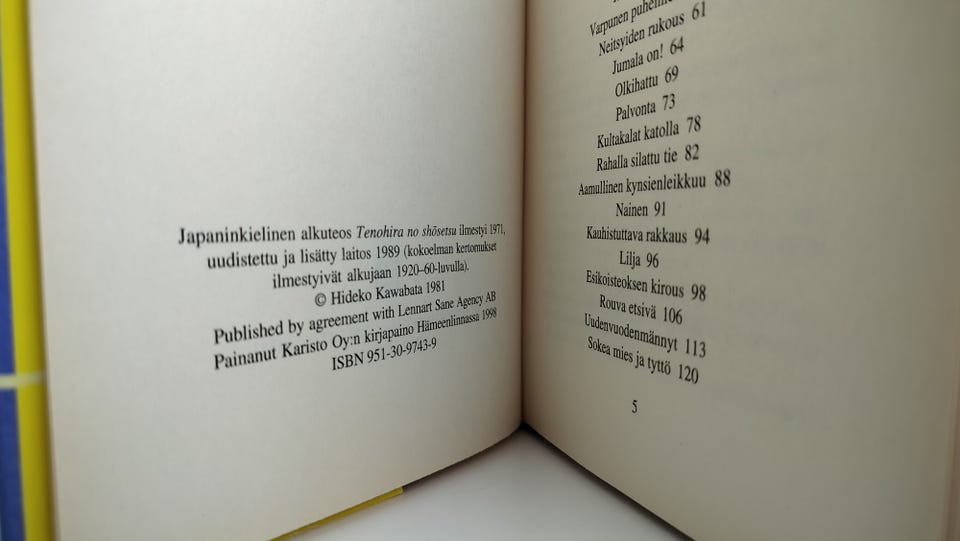 Japaninkielinen alkuteos Tenohira no shōsetsu ilmestyi 1971,
uudistettu ja lisätty laitos 1989 (kokoelman kertomukset
ilmestyivät alkujaan 1920–60-luvulla).
© Hideko Kawabata 1981
Published by agreement with Lennart Sane Agency AB
Painanut Karisto Oy:n kirjapaino Hämeenlinnassa 1998
ISBN 951-30-9743-9
Varpunen
Neitsyiden rukous 61
Jumala on! 64
Olkihattu 69
Palvonta 73
Kultakalat katolla 78
Rahalla silattu tie 82
Aamullinen kynsienleikkuu 88
Nainen 91
Kauhistuttava rakkaus 94
Lilja 96
Esikoisteoksen kirous 98
Rouva etsivä 106
Uudenvuodenmännyt 113
Sokea mies ja tyttö 120
5